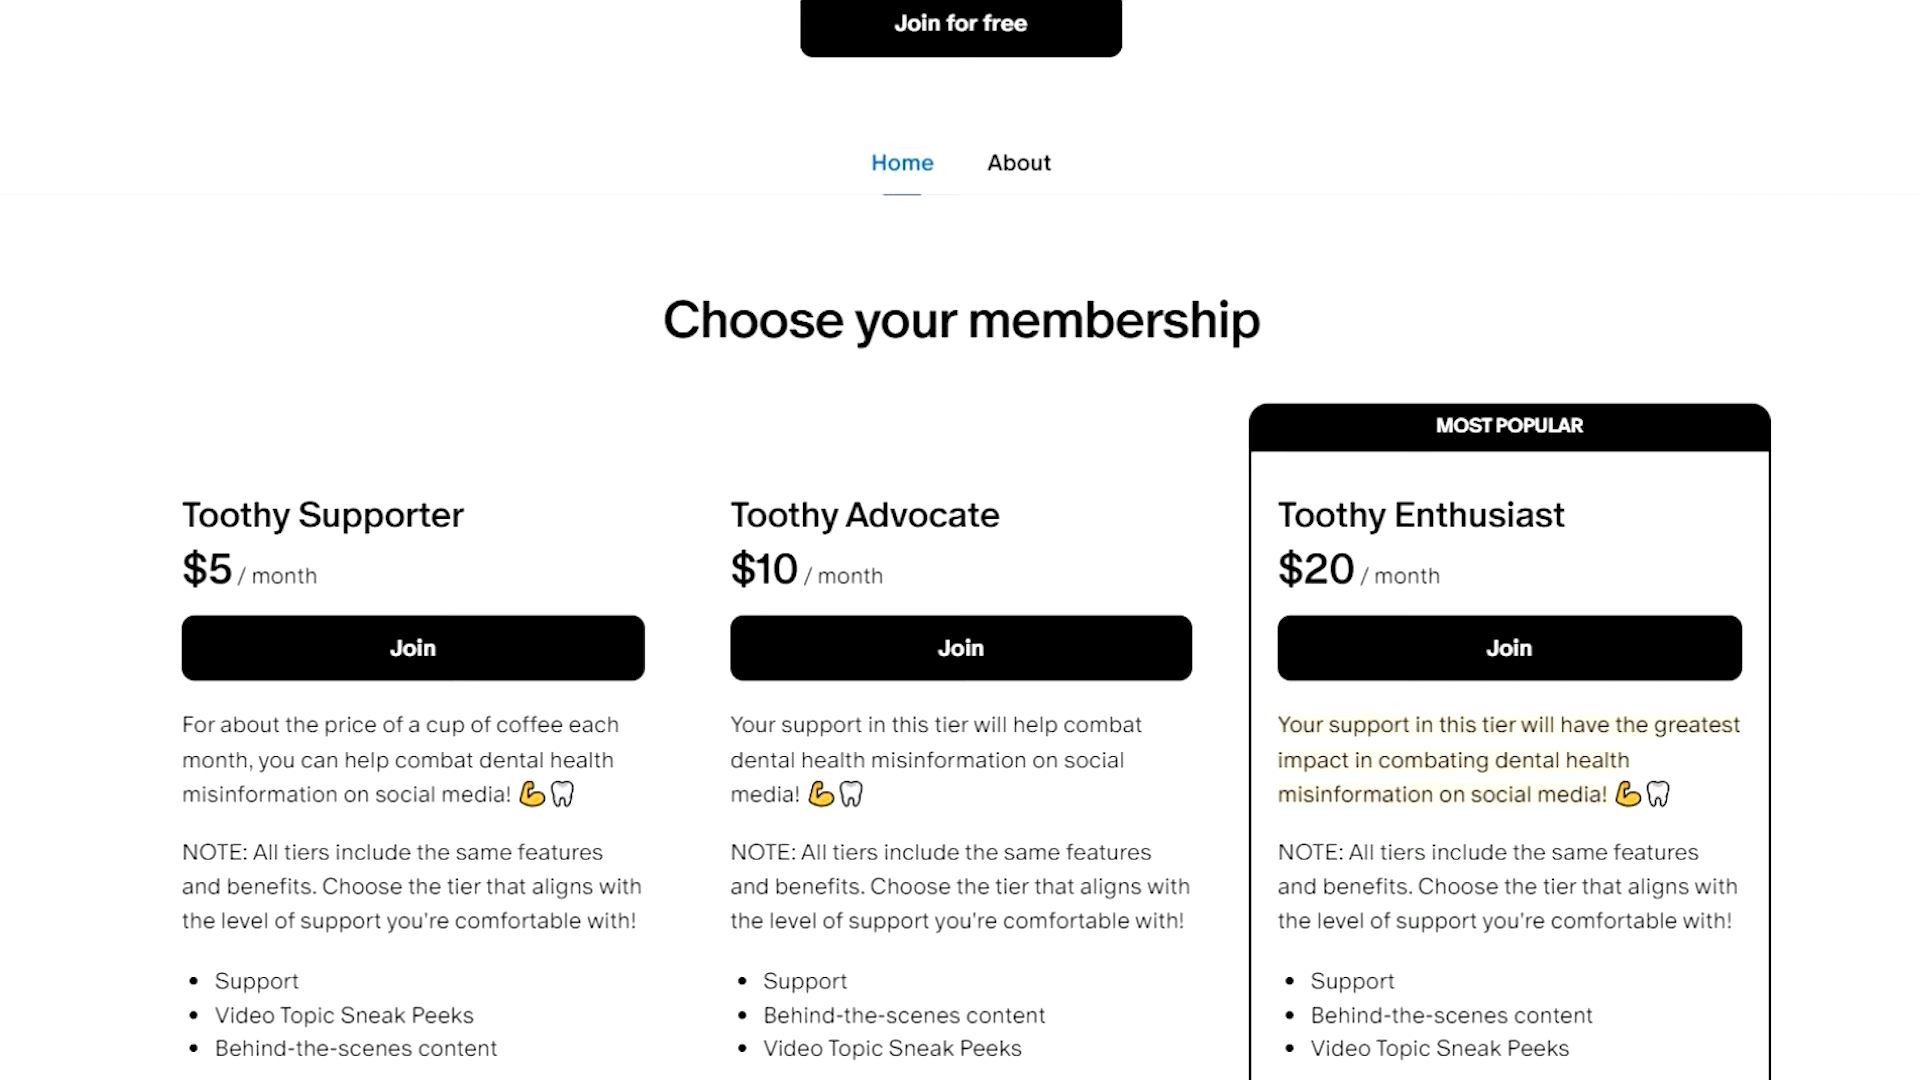 Join for free
Home About
Choose your membership
MOST POPULAR
Toothy Supporter
$5 / month
Join
For about the price of a cup of coffee each
month, you can help combat dental health
misinformation on social media! 💪🦷
NOTE: All tiers include the same features
and benefits. Choose the tier that aligns with
the level of support you're comfortable with!
• Support
• Video Topic Sneak Peeks
• Behind-the-scenes content
Toothy Advocate
$10 / month
Join
Your support in this tier will help combat
dental health misinformation on social
media! 💪🦷
NOTE: All tiers include the same features
and benefits. Choose the tier that aligns with
the level of support you're comfortable with!
• Support
• Behind-the-scenes content
• Video Topic Sneak Peeks
Toothy Enthusiast
$20 / month
Join
Your support in this tier will have the greatest
impact in combating dental health
misinformation on social media! 💪🦷
NOTE: All tiers include the same features
and benefits. Choose the tier that aligns with
the level of support you're comfortable with!
• Support
• Behind-the-scenes content
• Video Topic Sneak Peeks